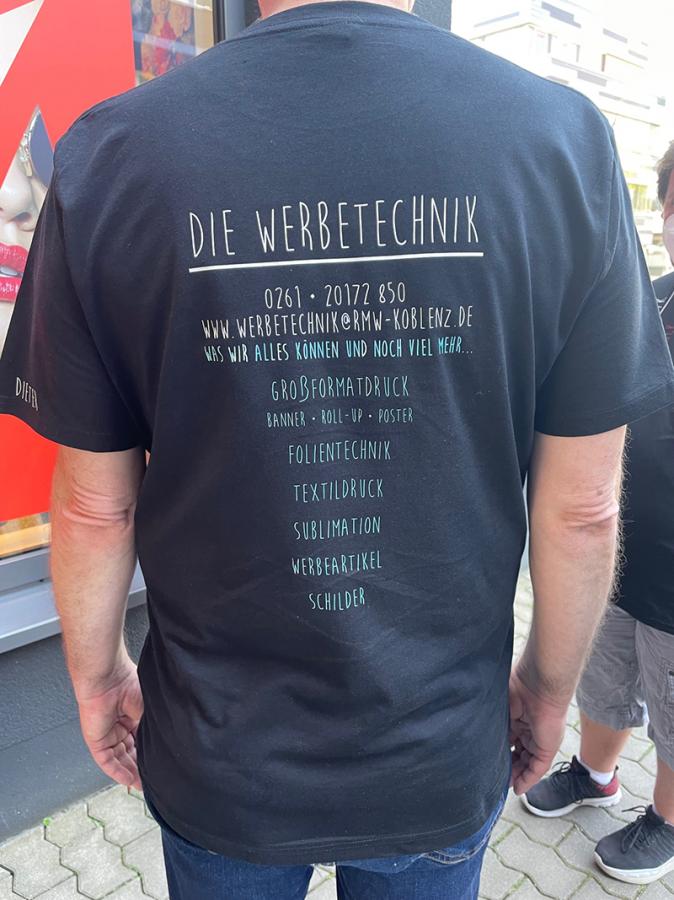 DIE WERBETECHNIK
0261 • 20172 850
WWW.WERBETECHNIK@RMW-KOBLENZ.DE
WAS WIR ALLES KÖNNEN UND NOCH VIEL MEHR...
GROßFORMATDRUCK
BANNER • ROLL-UP • POSTER
FOLIENTECHNIK
TEXTILDRUCK
SUBLIMATION
WERBEARTIKEL
SCHILDER